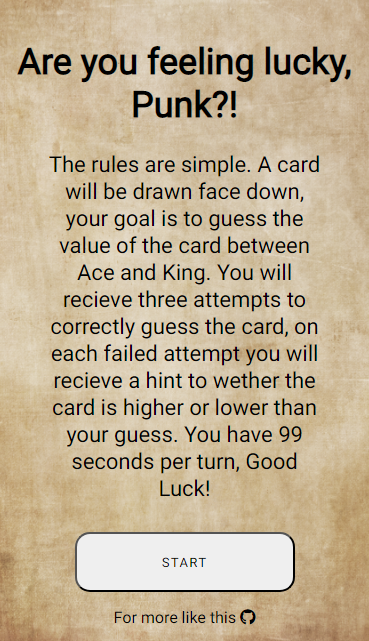 Are you feeling lucky,
Punk?!
The rules are simple. A card
will be drawn face down,
your goal is to guess the
value of the card between
Ace and King. You will
recieve three attempts to
correctly guess the card, on
each failed attempt you will
recieve a hint to wether the
card is higher or lower than
your guess. You have 99
seconds per turn, Good
Luck!
START
For more like this